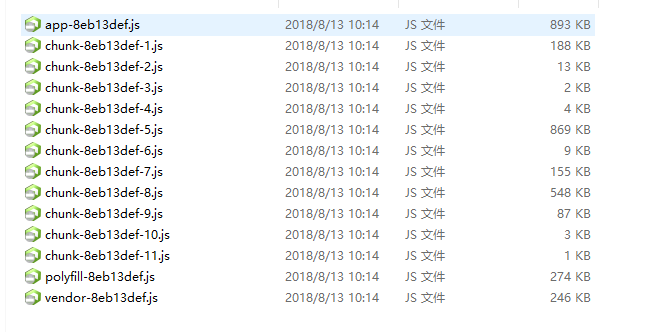 app-8eb13def.js 2018/8/13 10:14 JS 文件 893 KB
chunk-8eb13def-1.js 2018/8/13 10:14 JS 文件 188 KB
chunk-8eb13def-2.js 2018/8/13 10:14 JS 文件 13 KB
chunk-8eb13def-3.js 2018/8/13 10:14 JS 文件 2 KB
chunk-8eb13def-4.js 2018/8/13 10:14 JS 文件 4 KB
chunk-8eb13def-5.js 2018/8/13 10:14 JS 文件 869 KB
chunk-8eb13def-6.js 2018/8/13 10:14 JS 文件 9 KB
chunk-8eb13def-7.js 2018/8/13 10:14 JS 文件 155 KB
chunk-8eb13def-8.js 2018/8/13 10:14 JS 文件 548 KB
chunk-8eb13def-9.js 2018/8/13 10:14 JS 文件 87 KB
chunk-8eb13def-10.js 2018/8/13 10:14 JS 文件 3 KB
chunk-8eb13def-11.js 2018/8/13 10:14 JS 文件 1 KB
polyfill-8eb13def.js 2018/8/13 10:14 JS 文件 274 KB
vendor-8eb13def.js 2018/8/13 10:14 JS 文件 246 KB